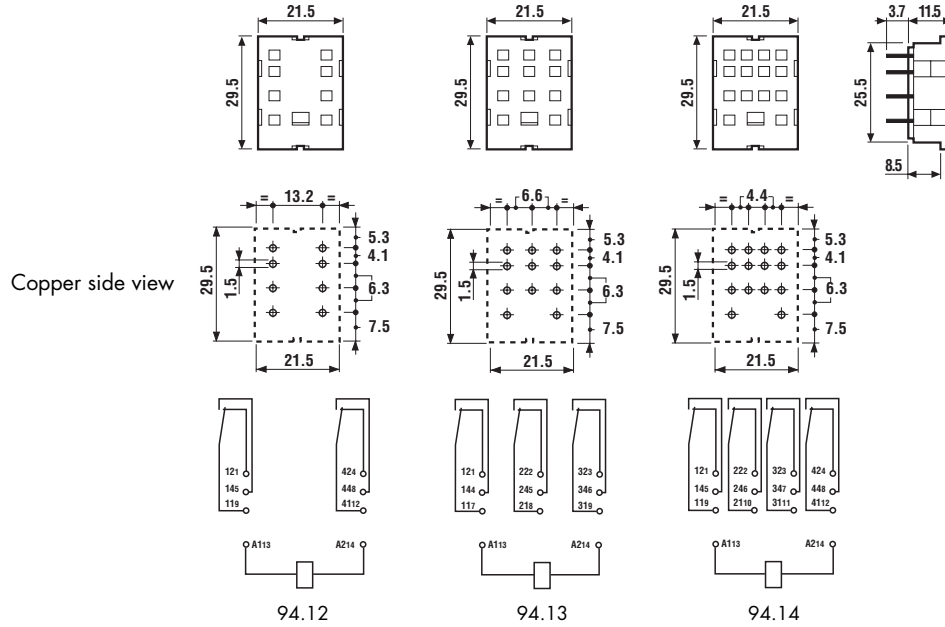 21.5 21.5 21.5 3.7 11.5
29.5 29.5 29.5 25.5
8.5
= 13.2 = = 6.6 = = 4.4 =
5.3 5.3 5.3
4.1 4.1 4.1
Copper side view 29.5 1.5 6.3 29.5 1.5 6.3 29.5 1.5 6.3
7.5 7.5 7.5
21.5 21.5 21.5
121 424 121 222 323 121 222 323 424
145 448 144 245 346 145 246 347 448
119 4112 117 218 319 119 2110 3111 4112
A113 A214 A113 A214 A113 A214
94.12 94.13 94.14